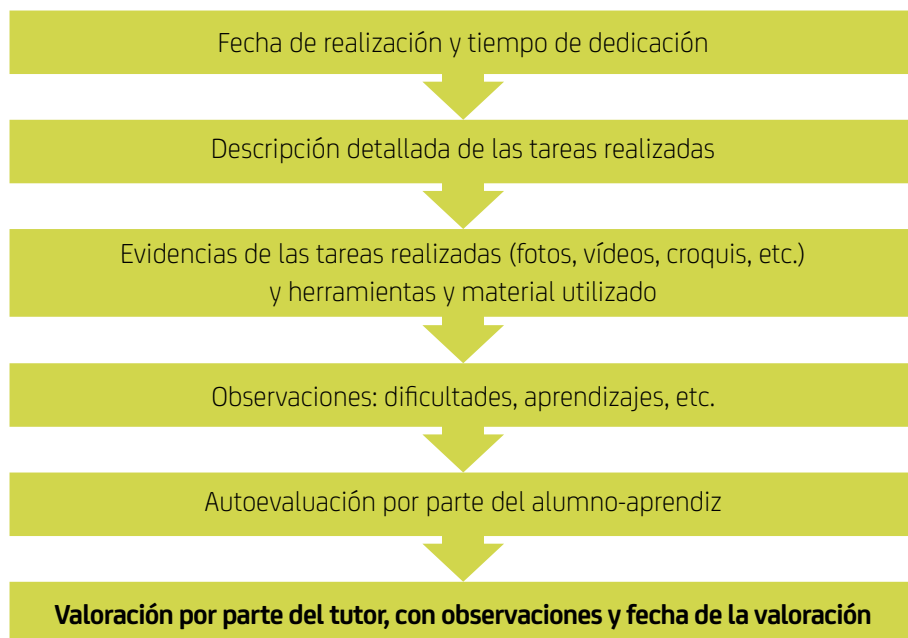 Fecha de realización y tiempo de dedicación
Descripción detallada de las tareas realizadas
Evidencias de las tareas realizadas (fotos, vídeos, croquis, etc.)
y herramientas y material utilizado
Observaciones: dificultades, aprendizajes, etc.
Autoevaluación por parte del alumno-aprendiz
Valoración por parte del tutor, con observaciones y fecha de la valoración